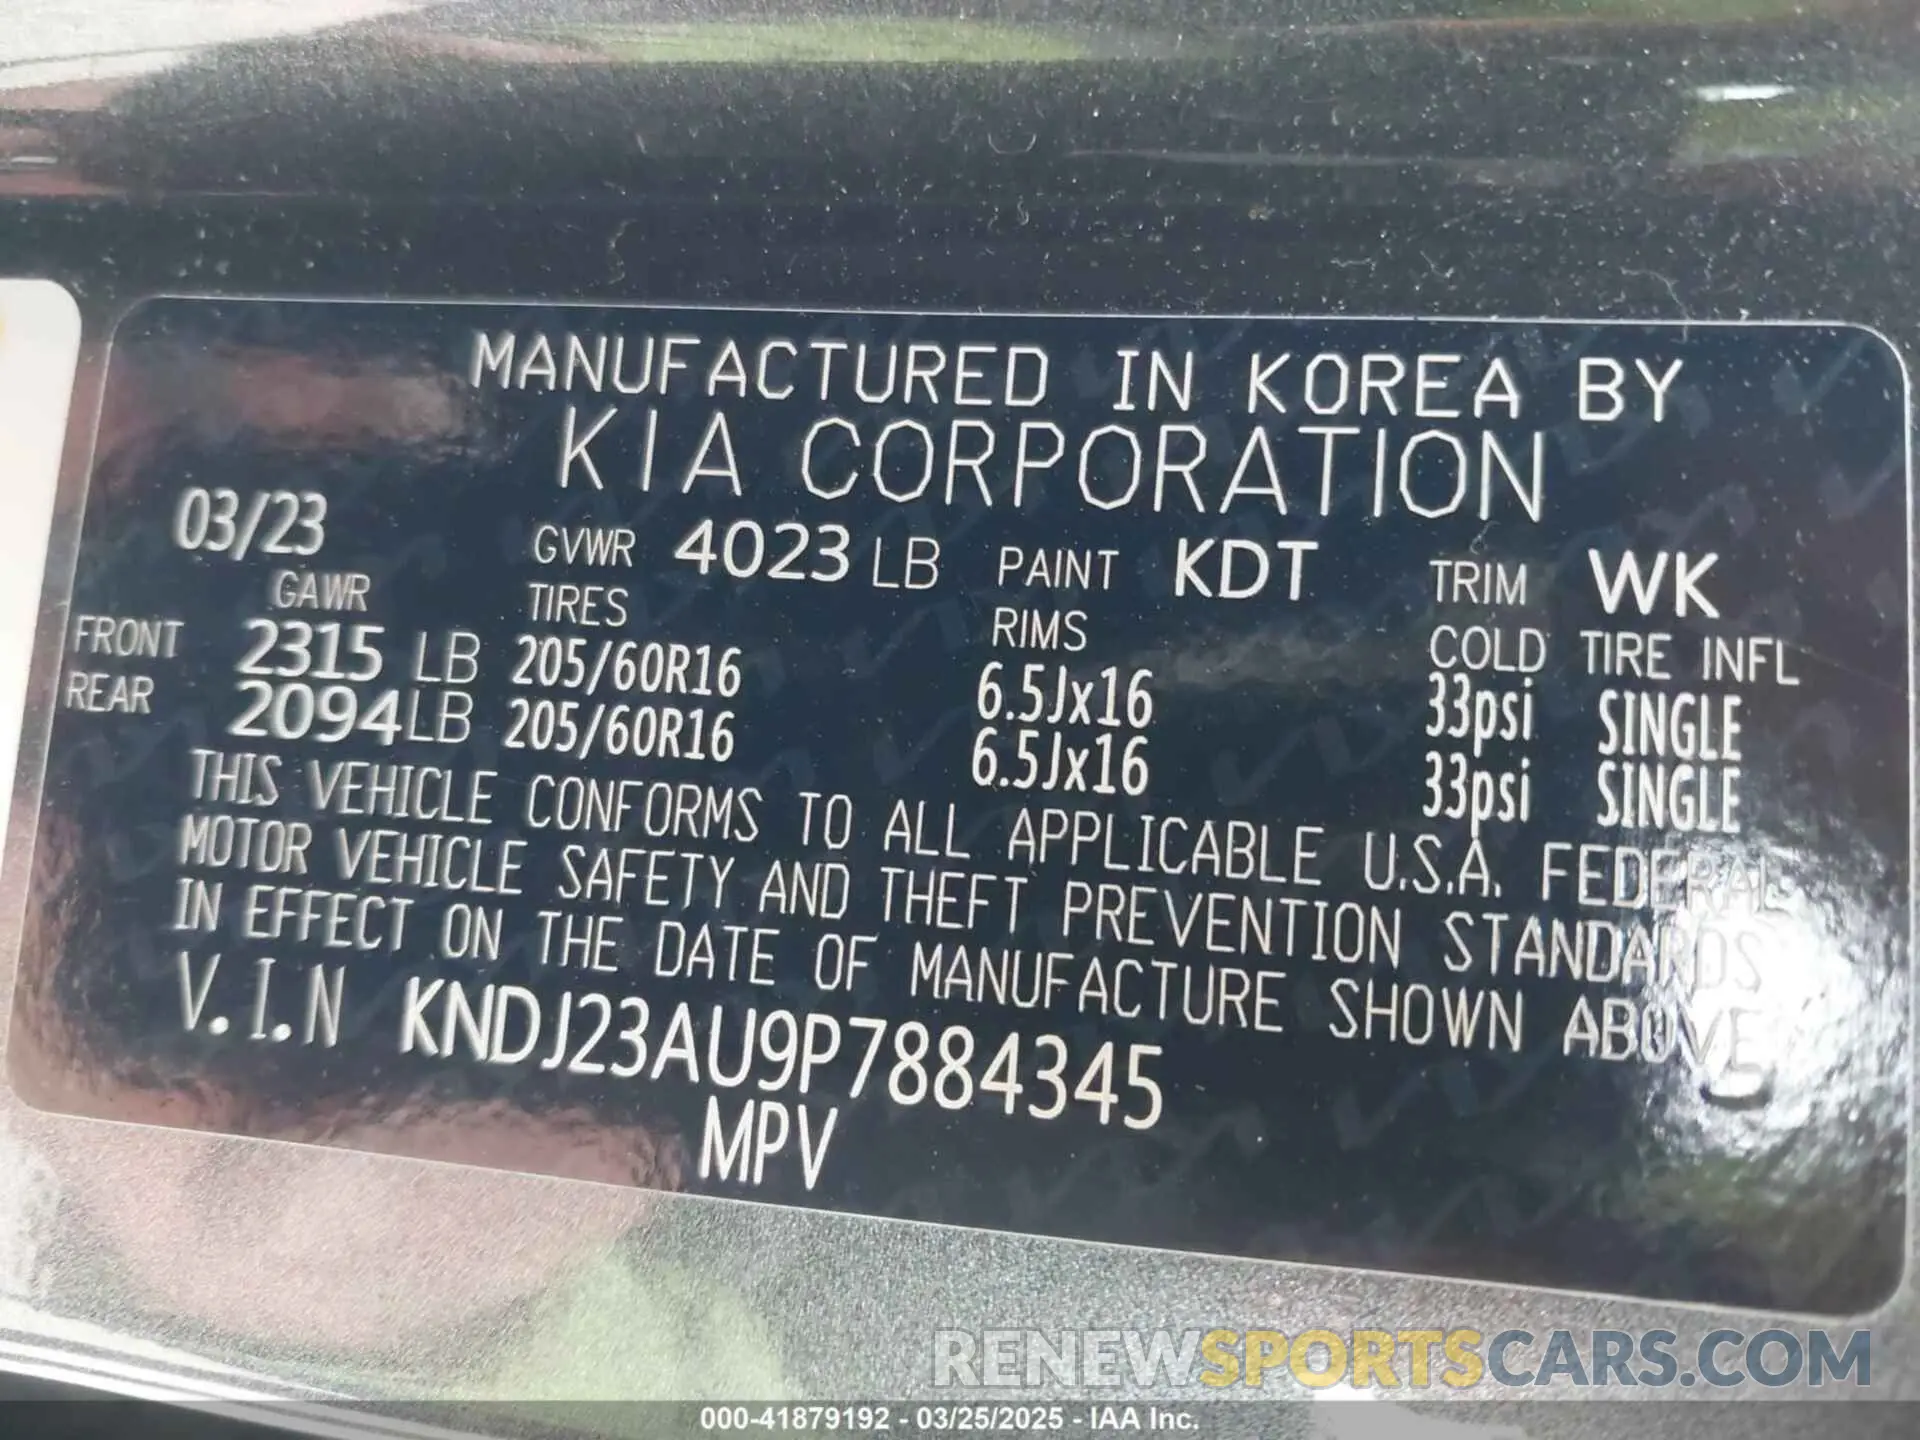 MANUFACTURED IN KOREA BY
KIA CORPORATION
03/23 GVWR 4023 LB PAINT KDT TRIM WK
GAWR TIRES RIMS COLD TIRE INFL
FRONT 2315 LB 205/60R16 6.5Jx16 33psi SINGLE
REAR 2094 LB 205/60R16 6.5Jx16 33psi SINGLE
THIS VEHICLE CONFORMS TO ALL APPLICABLE U.S.A. FEDERAL
MOTOR VEHICLE SAFETY AND THEFT PREVENTION STANDARDS
IN EFFECT ON THE DATE OF MANUFACTURE SHOWN ABOVE
V.I.N KNDJ23AU9P7884345
MPV
RENEWSPORTSCARS.COM
000-41879192 - 03/25/2025 - IAA Inc.